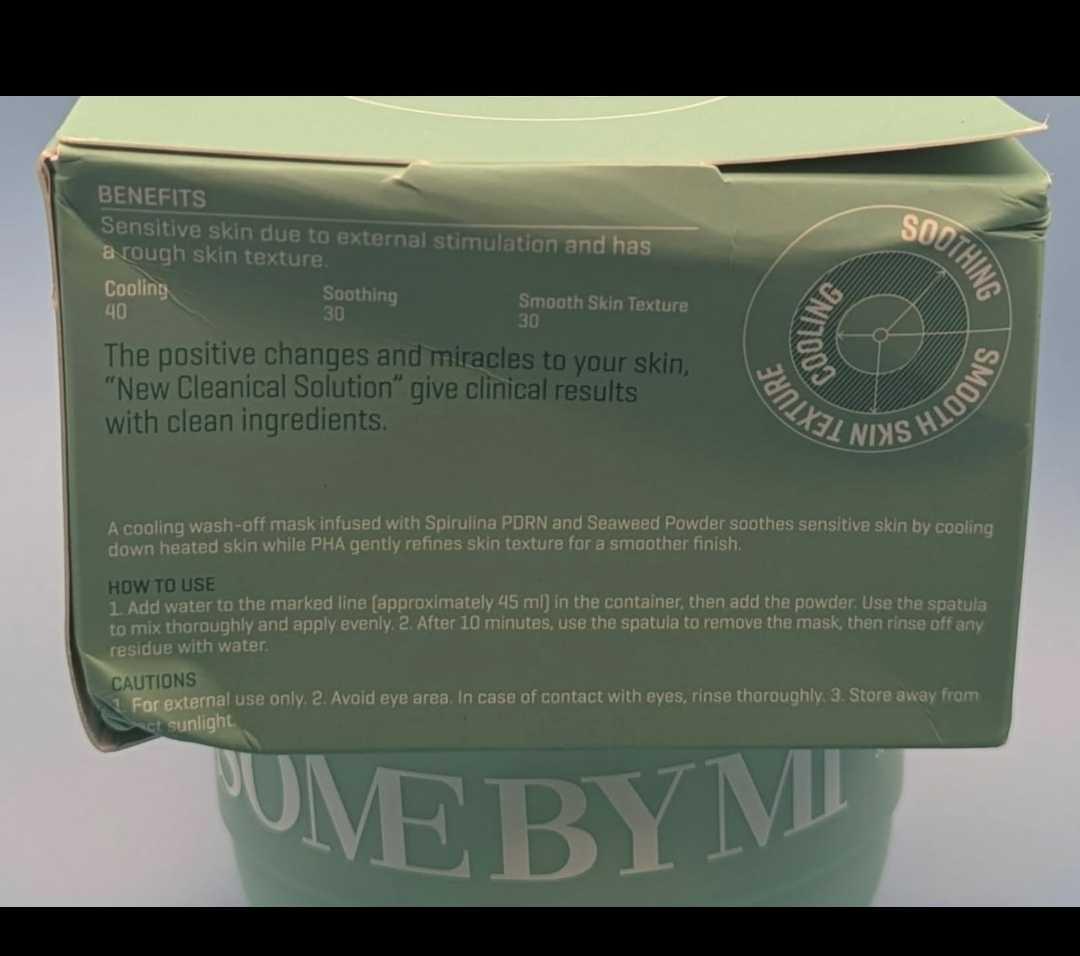 BENEFITS
Sensitive skin due to external stimulation and has
a rough skin texture.
Cooling
40
Soothing
30
Smooth Skin Texture
30
The positive changes and miracles to your skin,
“New Cleanical Solution” give clinical results
with clean ingredients.
SOOTHING
COOLING
SMOOTH SKIN TEXTURE
A cooling wash-off mask infused with Spirulina PDRN and Seaweed Powder soothes sensitive skin by cooling
down heated skin while PHA gently refines skin texture for a smoother finish.
HOW TO USE
1. Add water to the marked line (approximately 45 ml) in the container, then add the powder. Use the spatula
to mix thoroughly and apply evenly. 2. After 10 minutes, use the spatula to remove the mask, then rinse off any
residue with water.
CAUTIONS
1. For external use only. 2. Avoid eye area. In case of contact with eyes, rinse thoroughly. 3. Store away from
sunlight.
SOME BY MI